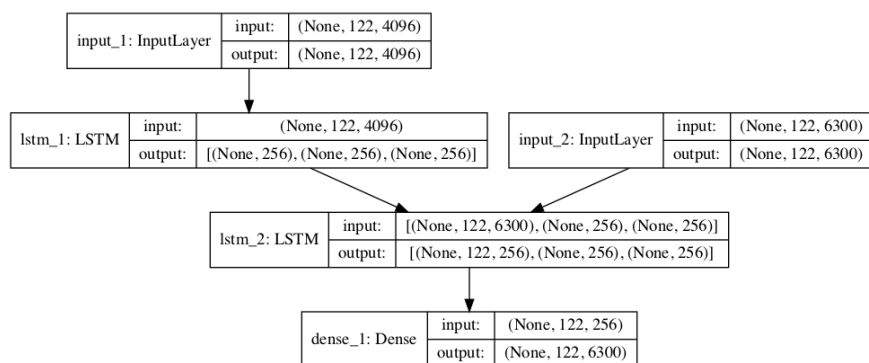 input_1: InputLayer
input: (None, 122, 4096)
output: (None, 122, 4096)
lstm_1: LSTM
input: (None, 122, 4096)
output: [(None, 256), (None, 256), (None, 256)]
input_2: InputLayer
input: (None, 122, 6300)
output: (None, 122, 6300)
lstm_2: LSTM
input: [(None, 122, 6300), (None, 256), (None, 256)]
output: [(None, 122, 256), (None, 256), (None, 256)]
dense_1: Dense
input: (None, 122, 256)
output: (None, 122, 6300)